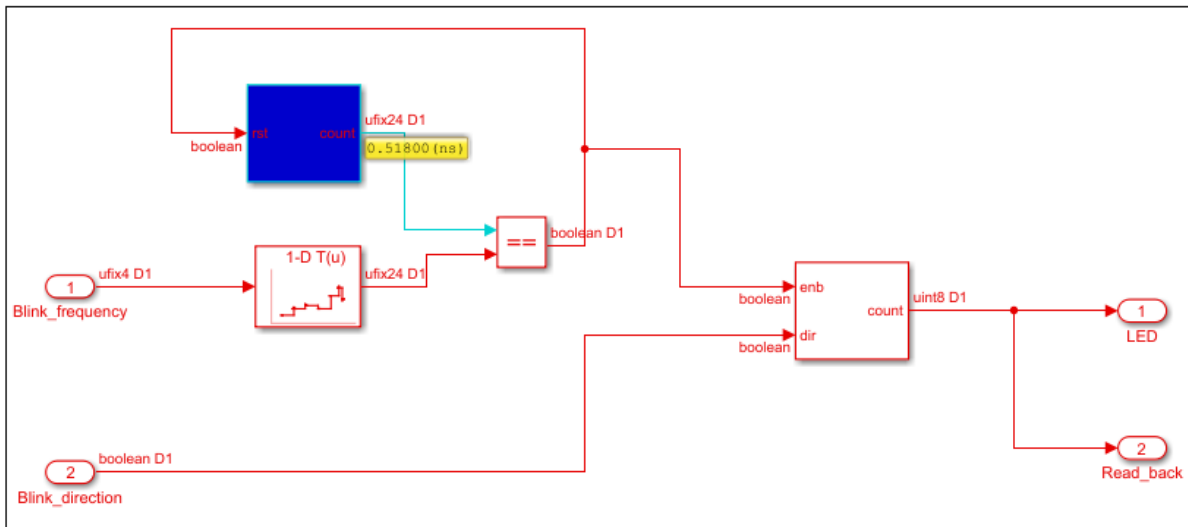 ufix24 D1
rst
count
boolean
0.51800(ns)
==
boolean D1
1-D T(u)
ufix4 D1
ufix24 D1
1
Blink_frequency
enb
boolean
count
uint8 D1
dir
boolean
1
LED
boolean D1
2
Blink_direction
2
Read_back